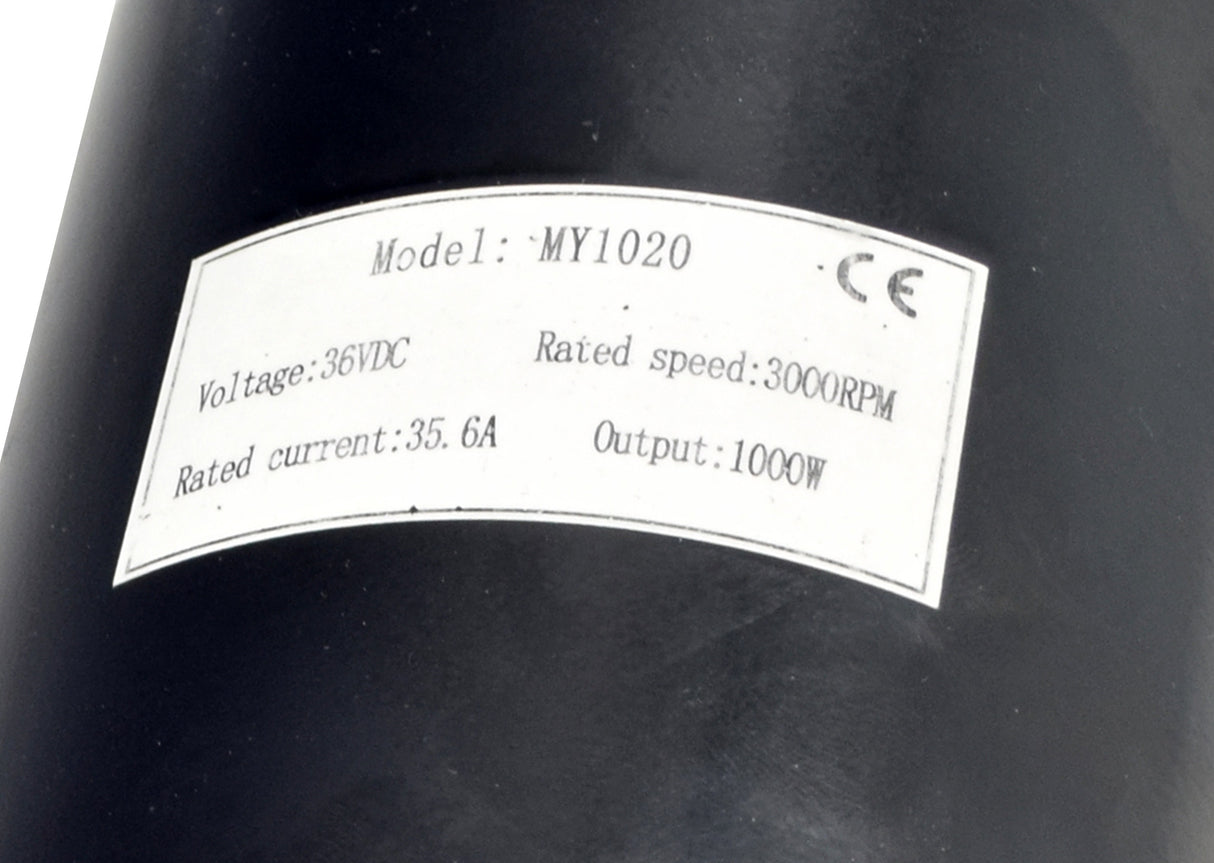 Model: MY1020 CE
Voltage:36VDC Rated speed:3000RPM
Rated current:35.6A Output:1000W